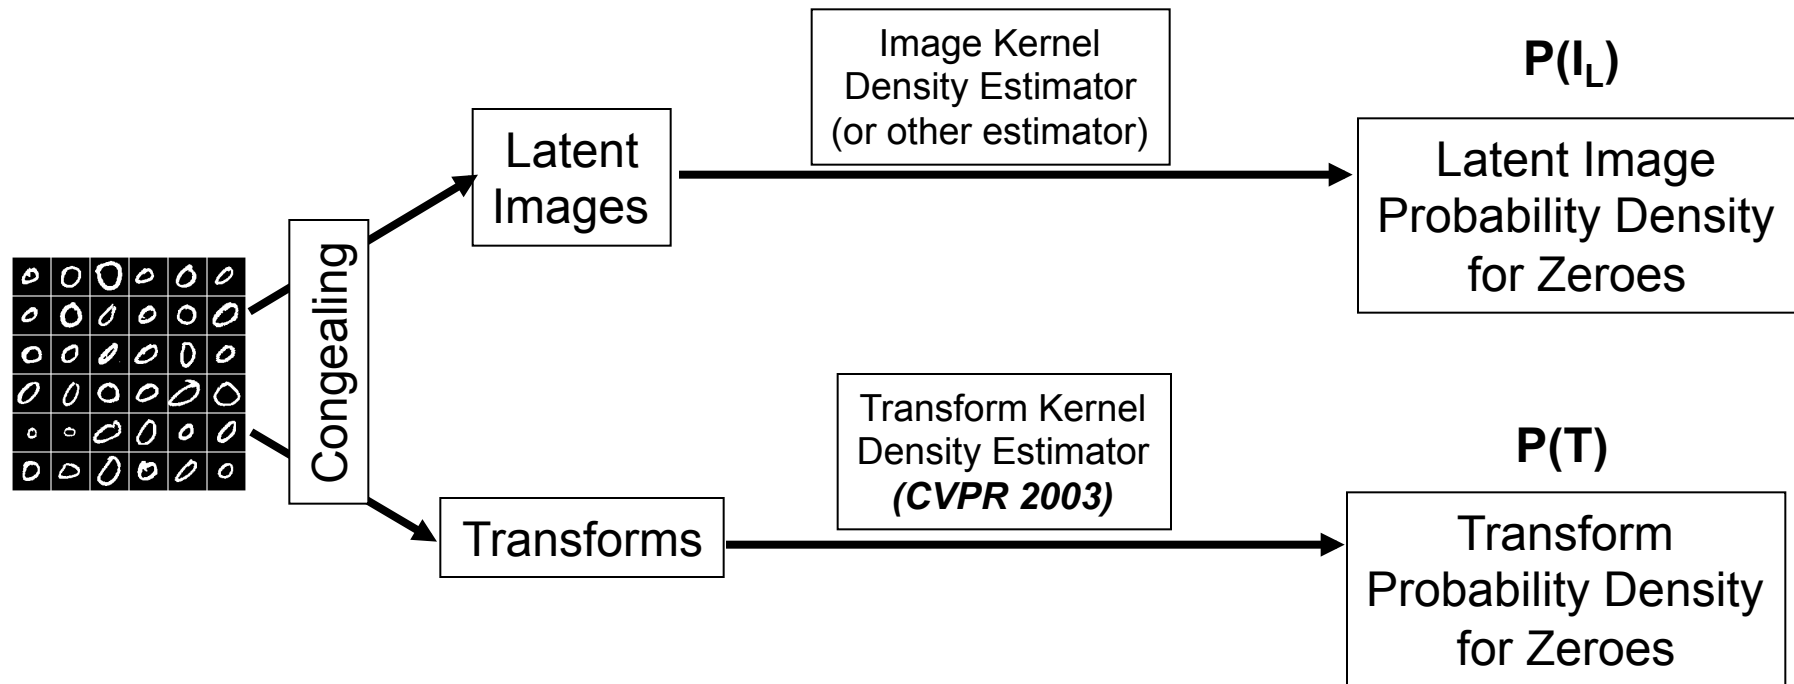 Image Kernel
Density Estimator
(or other estimator)
P(I_L)
Latent
Images
Latent Image
Probability Density
for Zeroes
Congealing
Transform Kernel
Density Estimator
(CVPR 2003)
P(T)
Transforms
Transform
Probability Density
for Zeroes